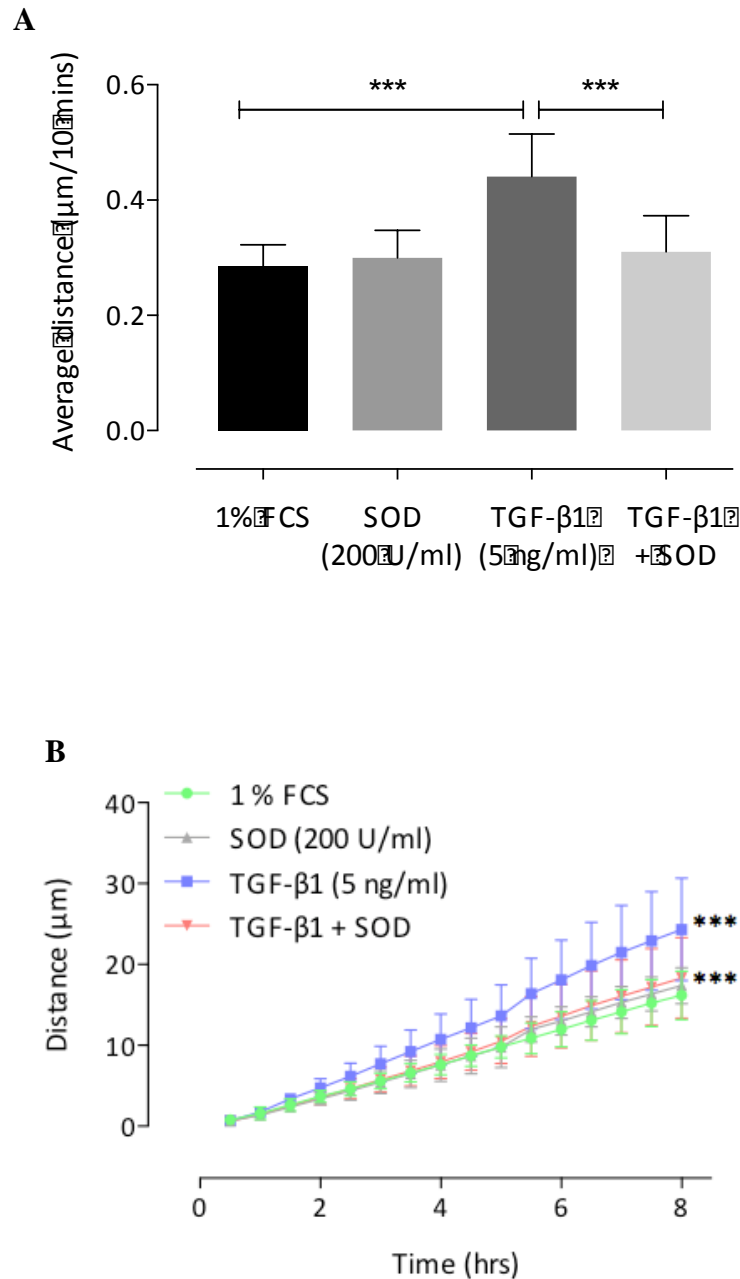 A
*** ***
0.6
0.4
0.2
0.0
Average distance (μm/10 mins)
1% FCS SOD TGF-β1 TGF-β1
(200 U/ml) (5 ng/ml) + SOD
B
1 % FCS
SOD (200 U/ml)
TGF-β1 (5 ng/ml)
TGF-β1 + SOD
40
30
20
10
0
Distance (μm)
***
***
0 2 4 6 8
Time (hrs)